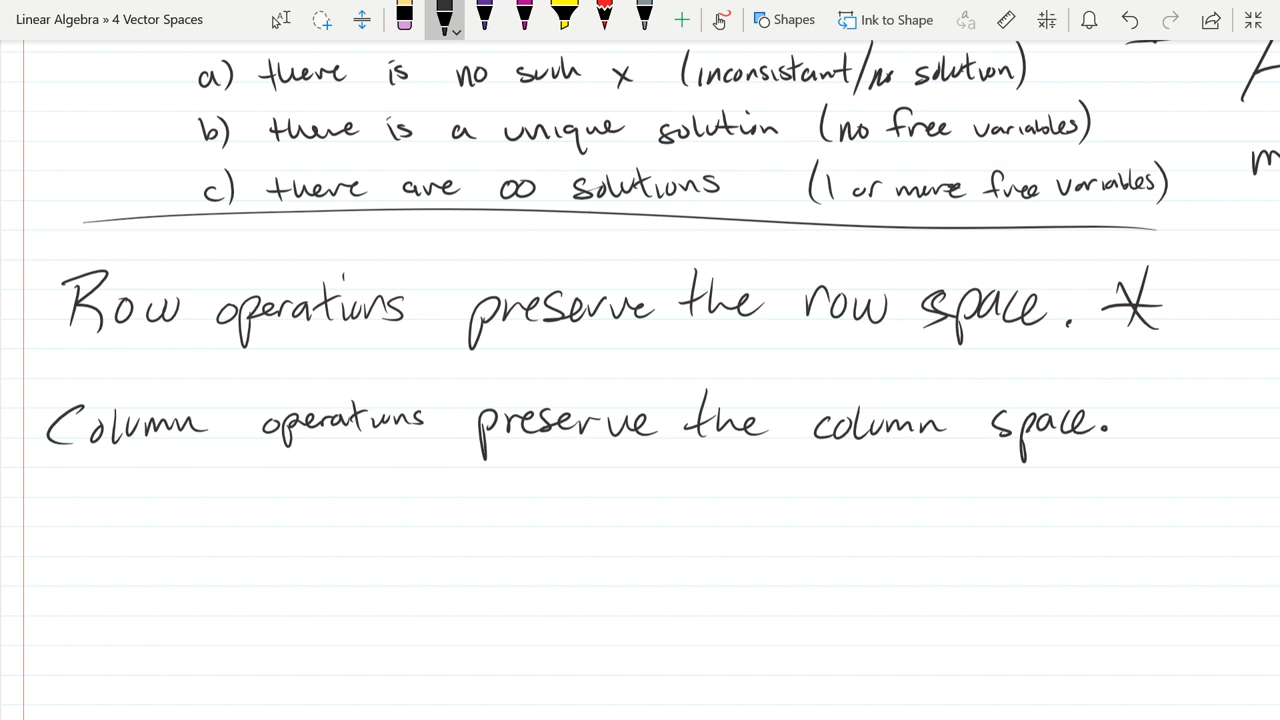 Linear Algebra » 4 Vector Spaces
Shapes
Ink to Shape
a) there is no such x (inconsistant/no solution)
b) there is a unique solution (no free variables)
c) there are ∞ solutions (1 or more free variables)
Row operations preserve the row space. *
Column operations preserve the column space.